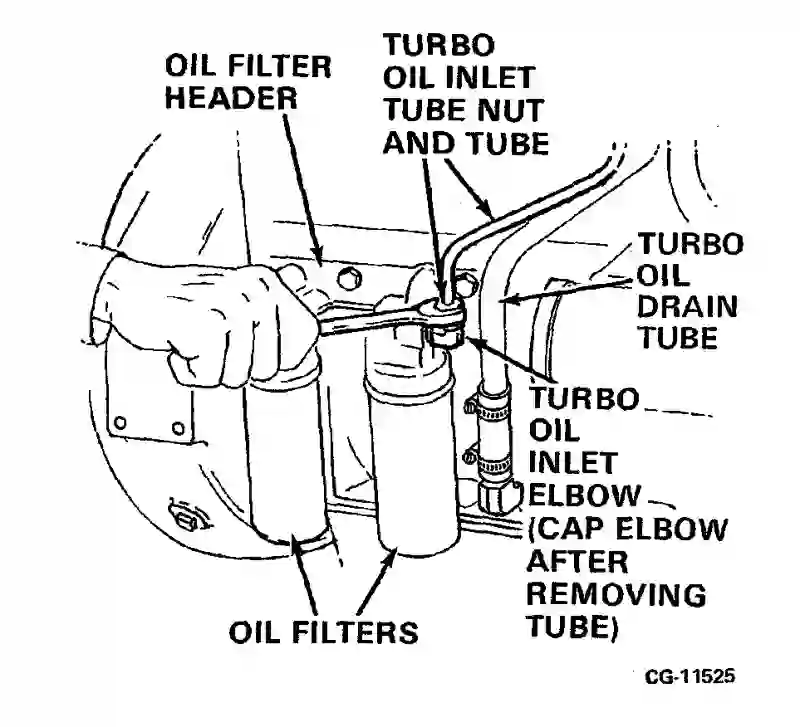 OIL FILTER
HEADER
TURBO
OIL INLET
TUBE NUT
AND TUBE
TURBO
OIL
DRAIN
TUBE
TURBO
OIL
INLET
ELBOW
(CAP ELBOW
AFTER
REMOVING
TUBE)
OIL FILTERS
CG-11525